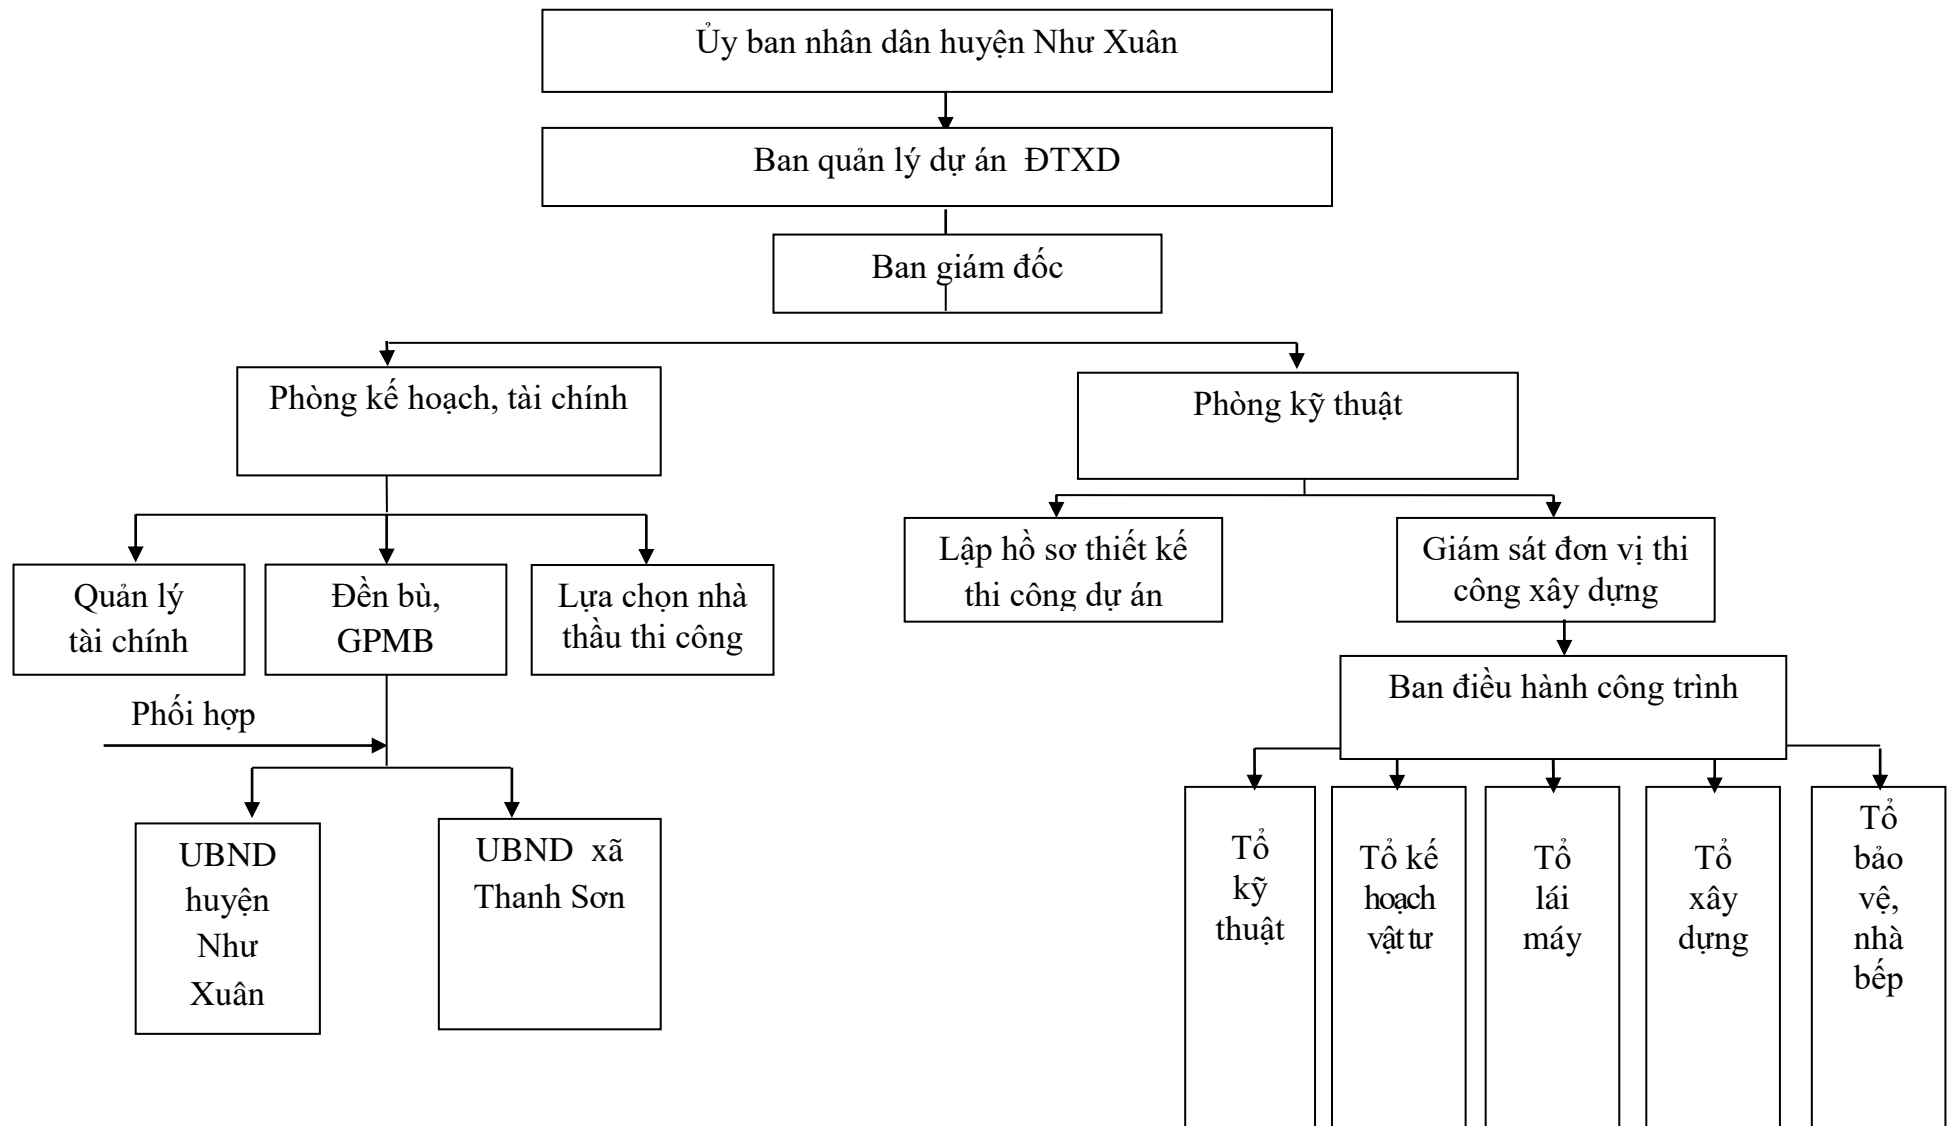 Ủy ban nhân dân huyện Như Xuân
Ban quản lý dự án ĐTXD
Ban giám đốc
Phòng kế hoạch, tài chính
Phòng kỹ thuật
Quản lý
tài chính
Đền bù,
GPMB
Lựa chọn nhà
thầu thi công
Lập hồ sơ thiết kế
thi công dự án
Giám sát đơn vị thi
công xây dựng
Phối hợp
Ban điều hành công trình
UBND
huyện
Như
Xuân
UBND xã
Thanh Sơn
Tổ
kỹ
thuật
Tổ kế
hoạch
vật tư
Tổ
lái
máy
Tổ
xây
dựng
Tổ
bảo
vệ,
nhà
bếp